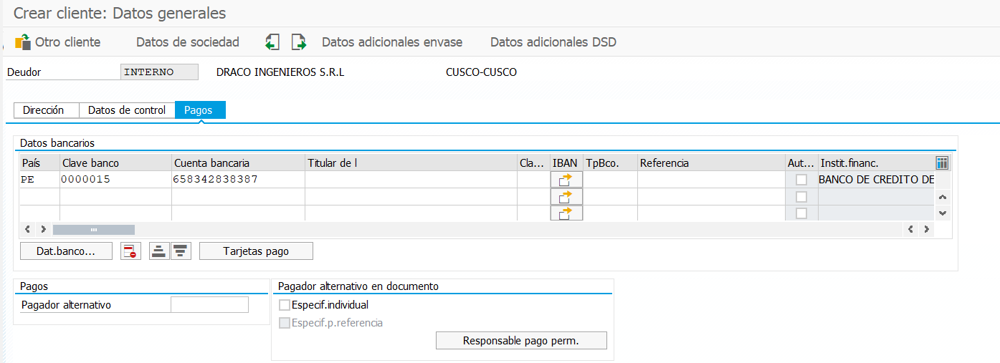 Crear cliente: Datos generales
Otro cliente Datos de sociedad Datos adicionales envase Datos adicionales DSD
Deudor INTERNO DRACO INGENIEROS S.R.L CUSCO-CUSCO
Dirección Datos de control Pagos
Datos bancarios
País Clave banco Cuenta bancaria Titular de l Cla... IBAN TpBco. Referencia Aut... Instit.financ.
PE 0000015 658342838387 BANCO DE CREDITO DE
Dat.banco... Tarjetas pago
Pagos Pagador alternativo en documento
Pagador alternativo Especif.individual
Especif.p.referencia
Responsable pago perm.